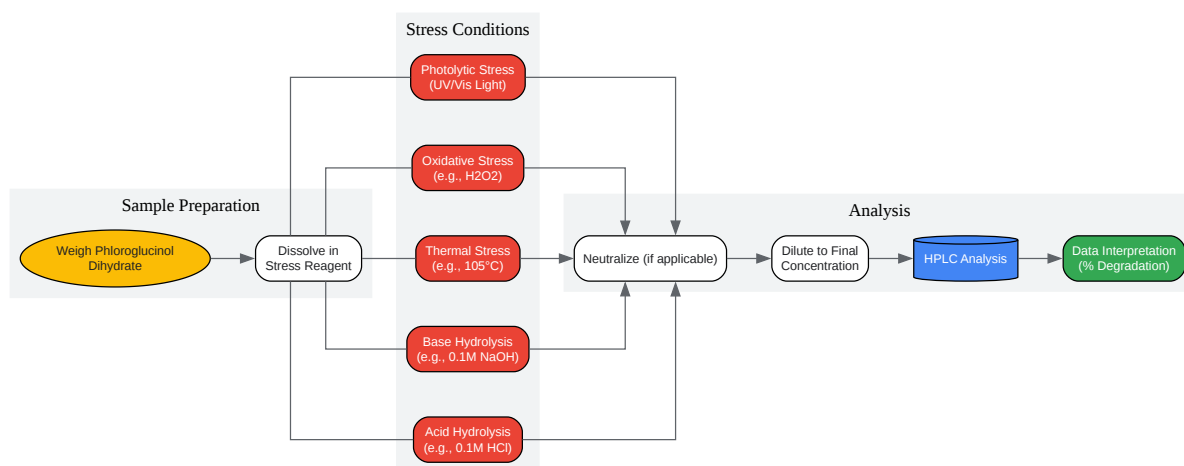 Stress Conditions
Photolytic Stress
(UV/Vis Light)
Oxidative Stress
(e.g., H2O2)
Sample Preparation
Analysis
Weigh Phloroglucinol
Dihydrate
Dissolve in
Stress Reagent
Thermal Stress
(e.g., 105°C)
Neutralize (if applicable)
Dilute to Final
Concentration
HPLC Analysis
Data Interpretation
(% Degradation)
Base Hydrolysis
(e.g., 0.1M NaOH)
Acid Hydrolysis
(e.g., 0.1M HCl)